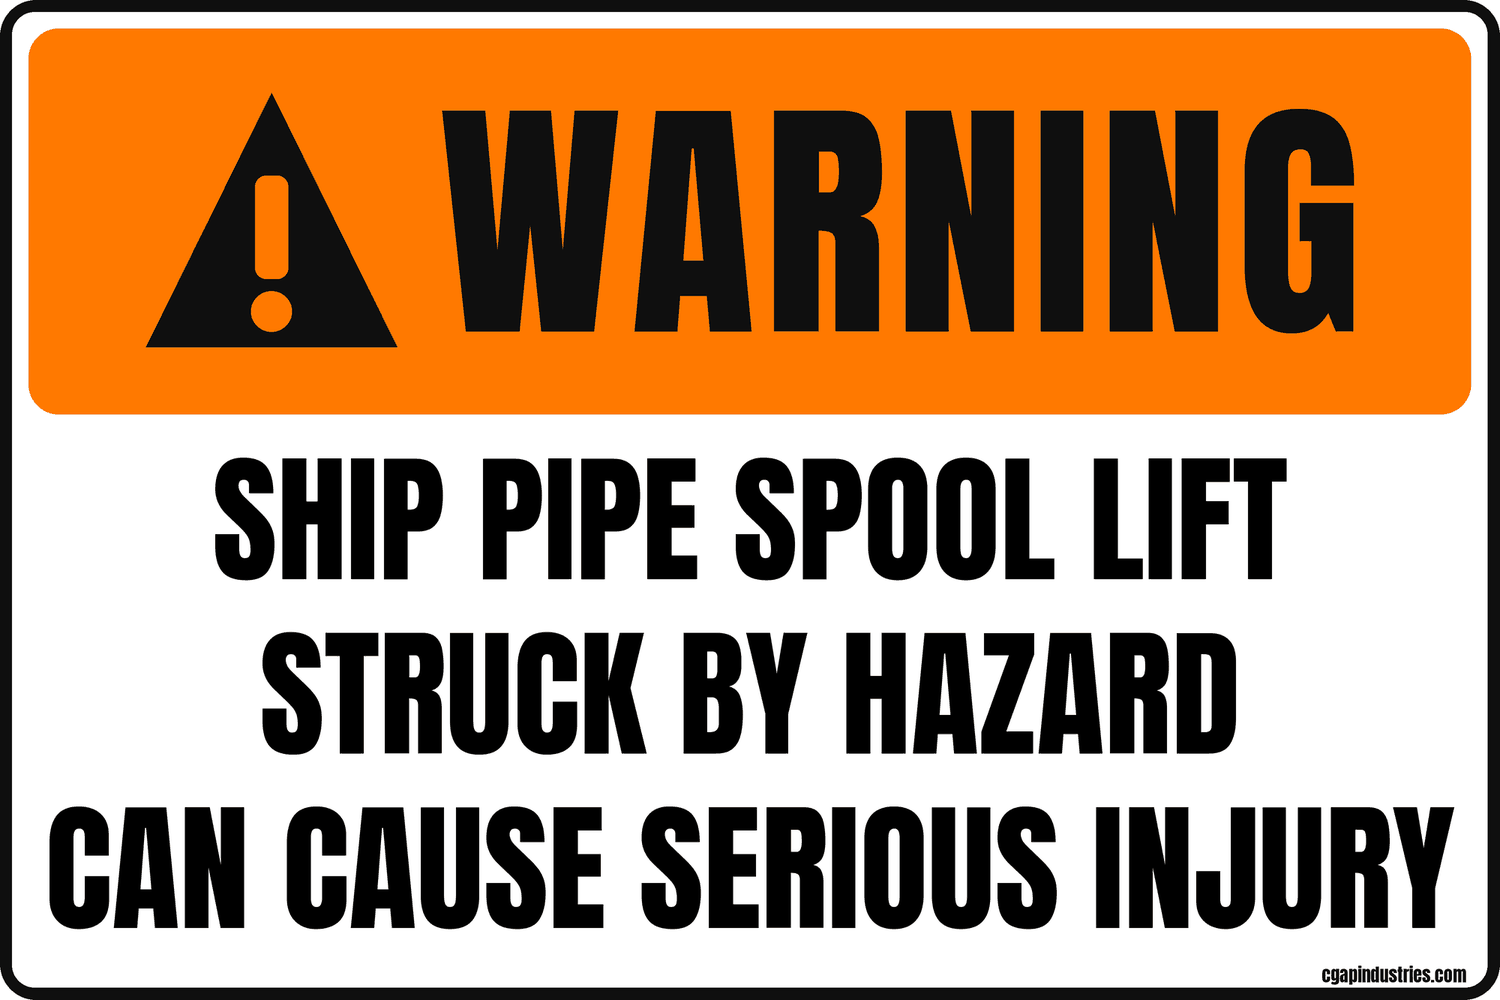 WARNING
SHIP PIPE SPOOL LIFT
STRUCK BY HAZARD
CAN CAUSE SERIOUS INJURY
cgapindustries.com